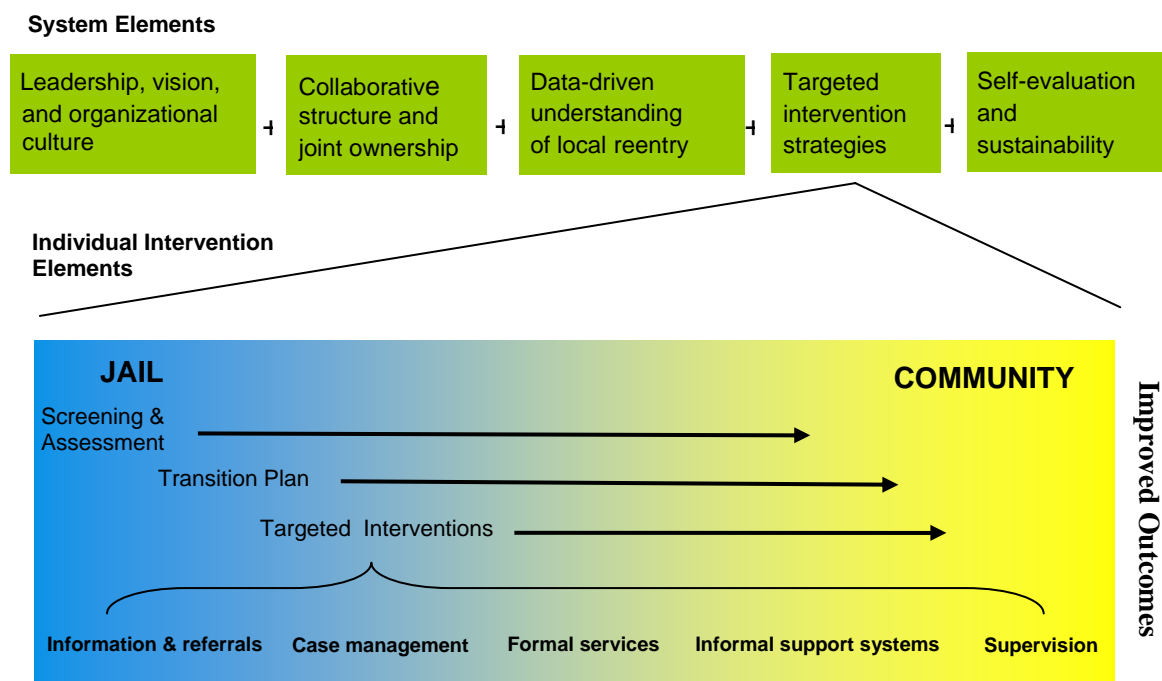 System Elements
Leadership, vision,
and organizational
culture
+
Collaborative
structure and
joint ownership
+
Data-driven
understanding
of local reentry
+
Targeted
intervention
strategies
+
Self-evaluation
and
sustainability
Individual Intervention
Elements
JAIL
COMMUNITY
Screening &
Assessment
Transition Plan
Targeted Interventions
Information & referrals
Case management
Formal services
Informal support systems
Supervision
Improved Outcomes